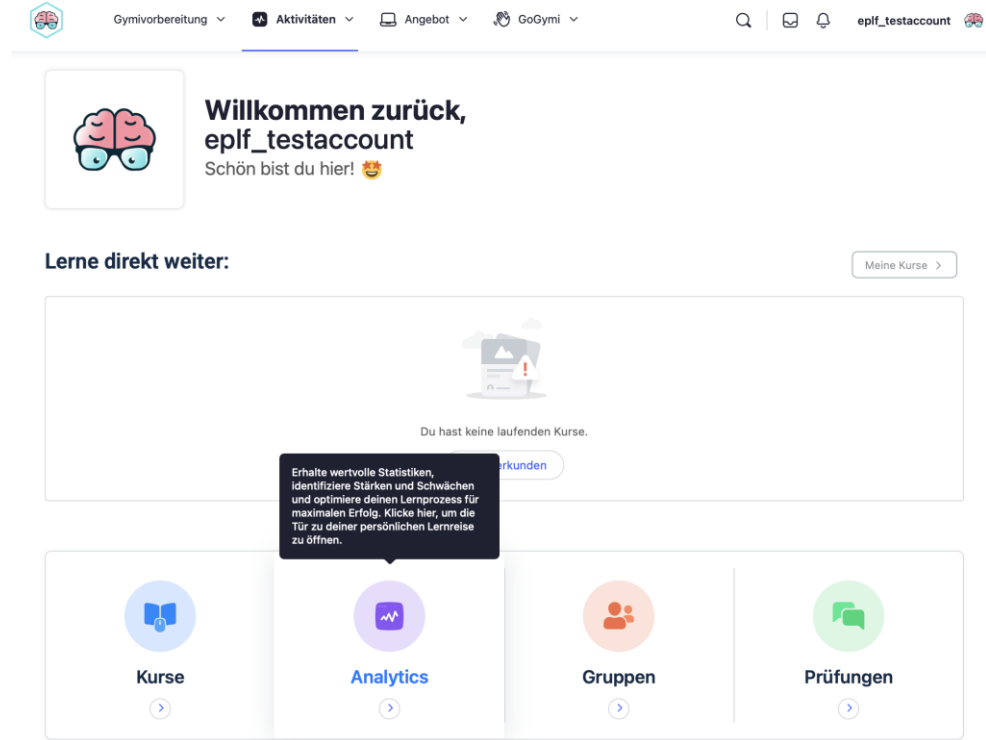 Gymivorbereitung Aktivitäten Angebot GoGymi eplf_testaccount
Willkommen zurück,
eplf_testaccount
Schön bist du hier! 🤩
Lerne direkt weiter:
Meine Kurse
Du hast keine laufenden Kurse.
Erhalte wertvolle Statistiken,
identifiziere Stärken und Schwächen
und optimiere deinen Lernprozess für
maximalen Erfolg. Klicke hier, um die
Tür zu deiner persönlichen Lernreise
zu öffnen.
Kurse Analytics Gruppen Prüfungen